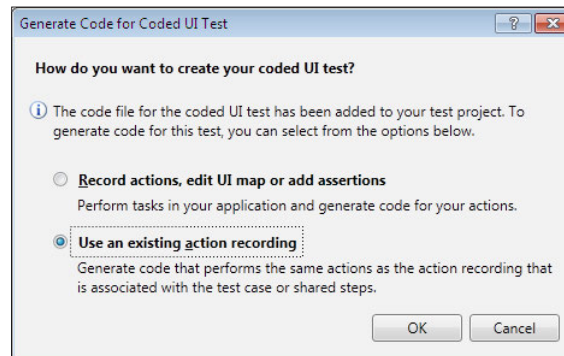 Generate Code for Coded UI Test
How do you want to create your coded UI test?
The code file for the coded UI test has been added to your test project. To
generate code for this test, you can select from the options below.
Record actions, edit UI map or add assertions
Perform tasks in your application and generate code for your actions.
Use an existing action recording
Generate code that performs the same actions as the action recording that
is associated with the test case or shared steps.
OK Cancel